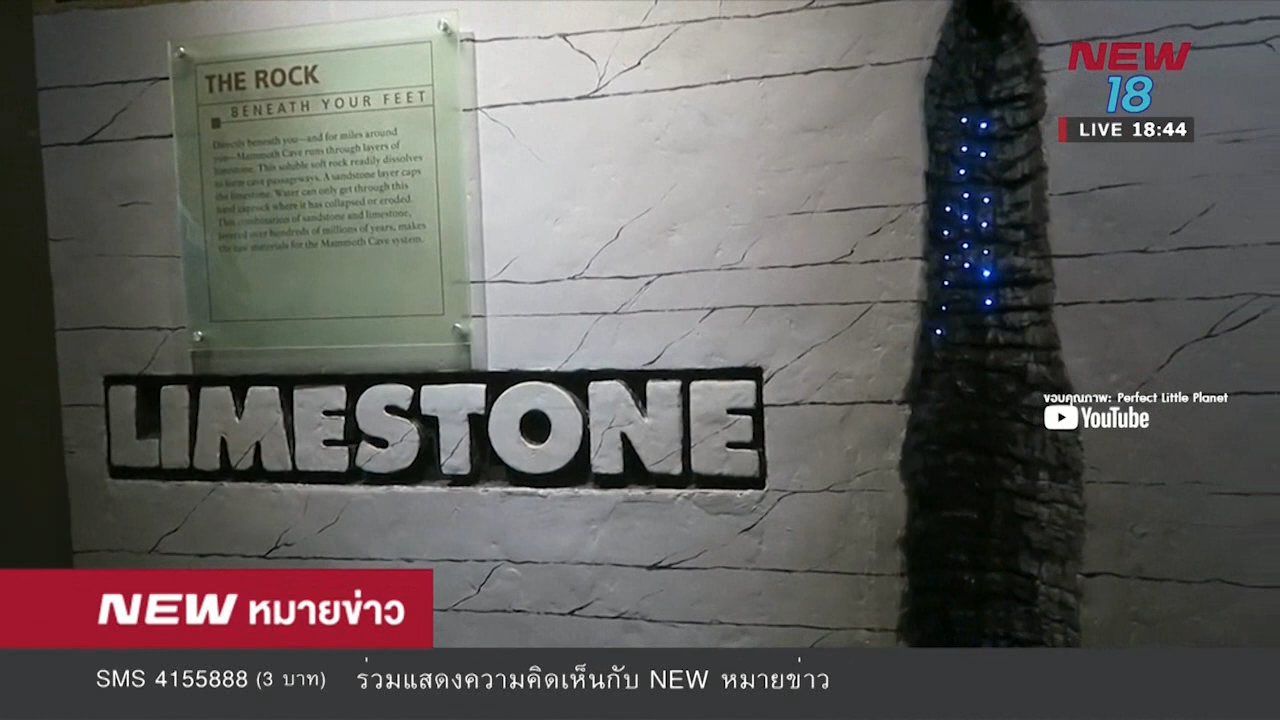 THE ROCK
BENEATH YOUR FEET
Directly beneath you—and for miles around
you—Mammoth Cave runs through layers of
limestone. This soluble soft rock readily dissolves
to form cave passageways. A sandstone layer caps
the limestone. Water can only get through this
hard caprock where it has collapsed or eroded.
This combination of sandstone and limestone,
layered over hundreds of millions of years, makes
the raw materials for the Mammoth Cave system.
LIMESTONE
NEW
18
LIVE 18:44
ขอบคุณภาพ: Perfect Little Planet
YouTube
NEW หมายข่าว
SMS 4155888 (3 บาท) ร่วมแสดงความคิดเห็นกับ NEW หมายข่าว